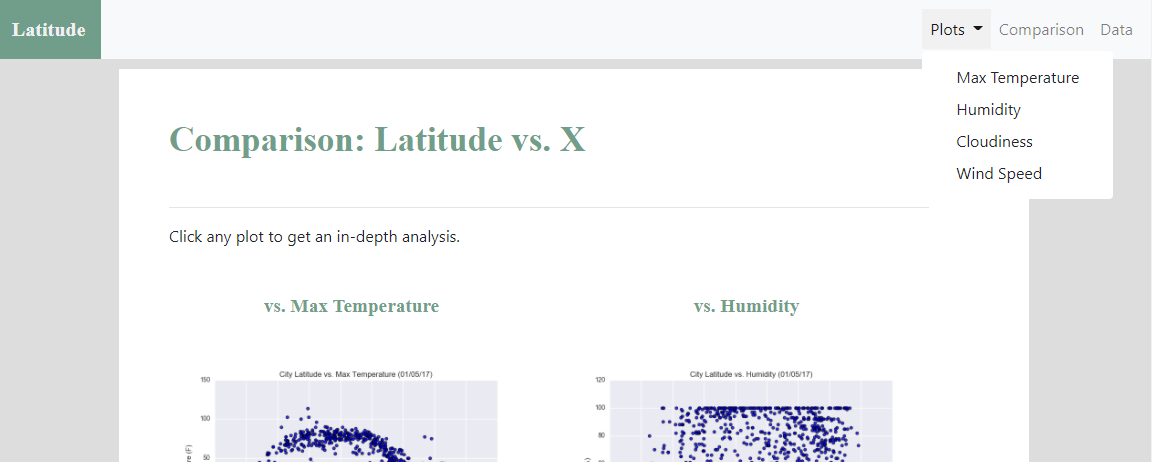 Latitude
Plots Comparison Data
Max Temperature
Humidity
Cloudiness
Wind Speed
Comparison: Latitude vs. X
Click any plot to get an in-depth analysis.
vs. Max Temperature
vs. Humidity
City Latitude vs. Max Temperature (01/05/17)
150
100
50
City Latitude vs. Humidity (01/05/17)
120
100
80